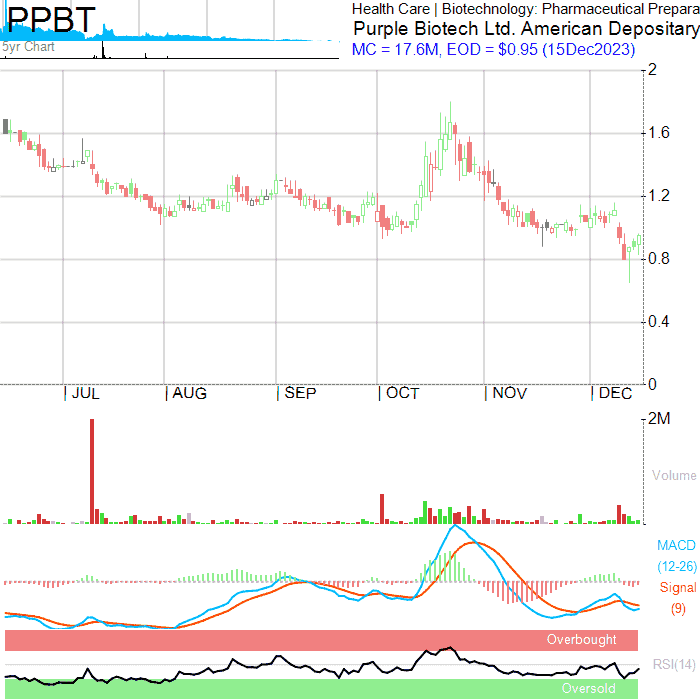 PPBT
5yr Chart
Health Care | Biotechnology: Pharmaceutical Prepara
Purple Biotech Ltd. American Depositary
MC = 17.6M, EOD = $0.95 (15Dec2023)
2
1.6
1.2
0.8
0.4
0
JUL AUG SEP OCT NOV DEC
2M
Volume
MACD
(12-26)
Signal
(9)
Overbought
RSI(14)
Oversold